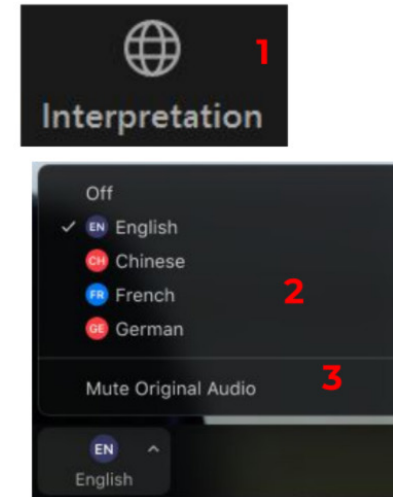 1
Interpretation
Off
EN English
CH Chinese
FR French
2
GE German
Mute Original Audio
3
EN
English